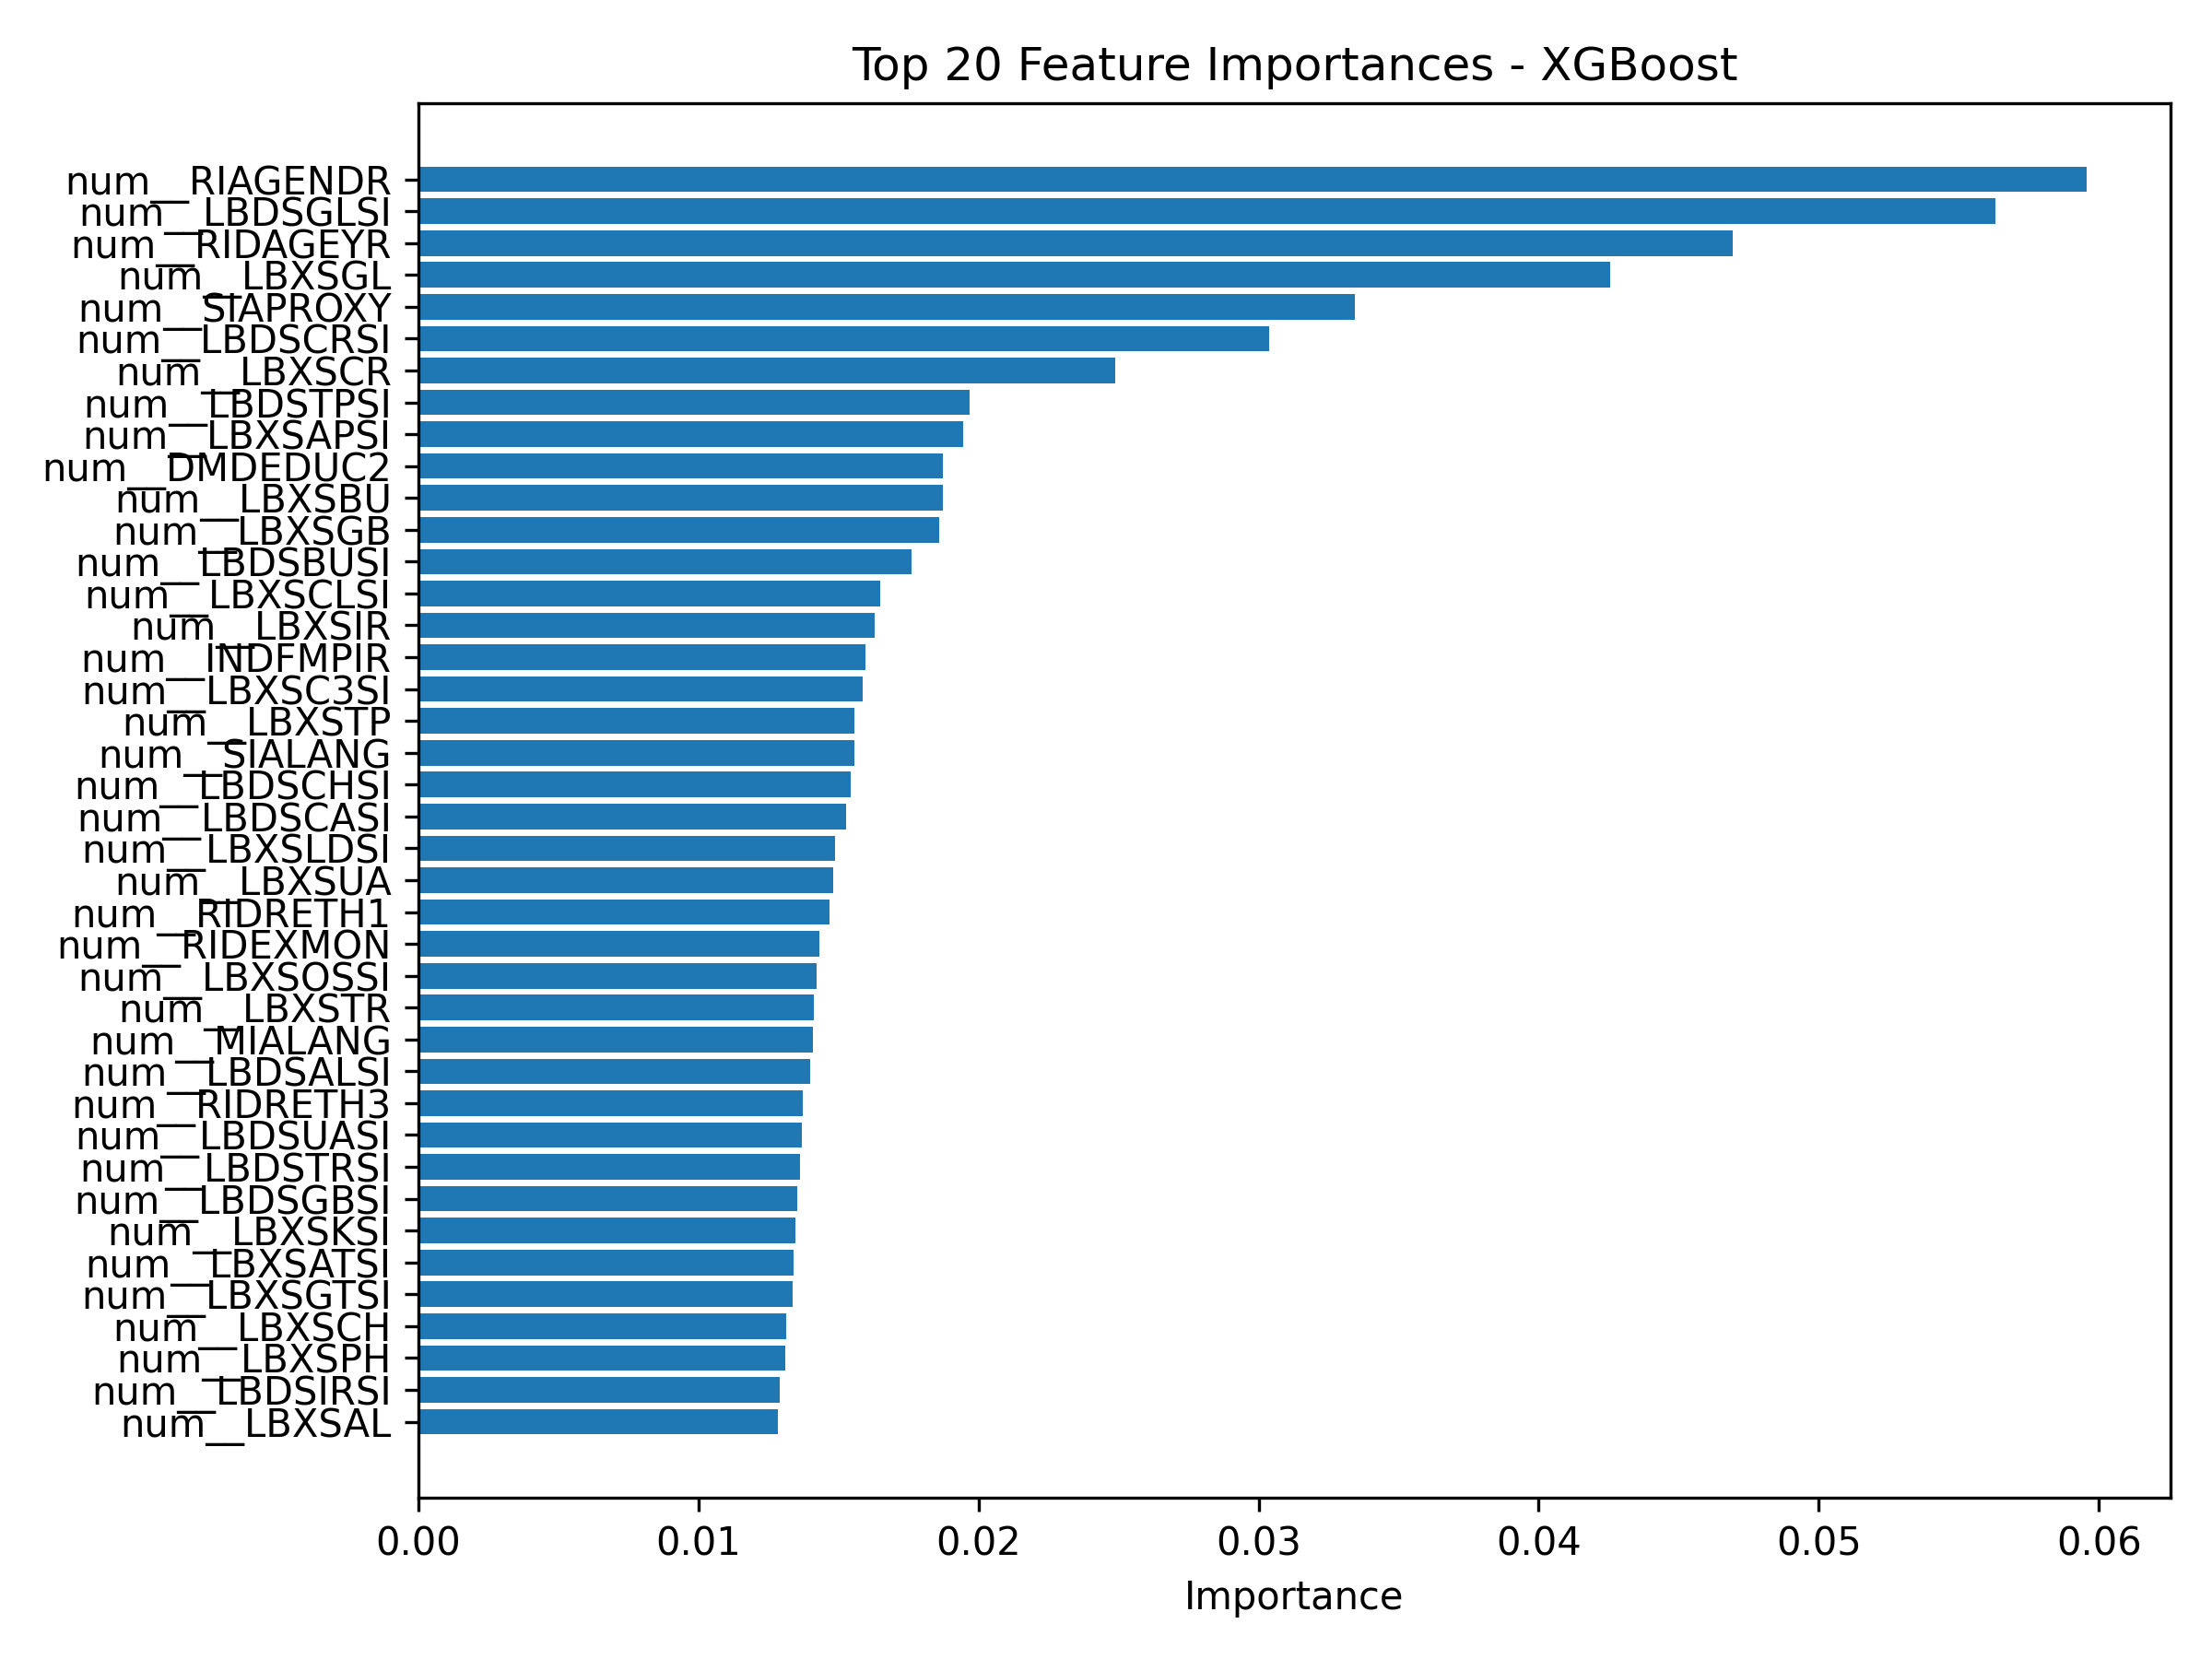 Top 20 Feature Importances - XGBoost
num__RIAGENDR
num__LBDSGLSI
num__RIDAGEYR
num__LBXSGL
num__SIAPROXY
num__LBDSCRSI
num__LBXSCR
num__LBDSTPSI
num__LBXSAPSI
num__DMDEDUC2
num__LBXSBU
num__LBXSGB
num__LBDSBUSI
num__LBXSCLSI
num__LBXSIR
num__INDFMPIR
num__LBXSC3SI
num__LBXSTP
num__SIALANG
num__LBDSCHSI
num__LBDSCASI
num__LBXSLDSI
num__LBXSUA
num__RIDRETH1
num__RIDEXMON
num__LBXSOSSI
num__LBXSTR
num__MIALANG
num__LBDSALSI
num__RIDRETH3
num__LBDSUASI
num__LBDSTRSI
num__LBDSGBSI
num__LBXSKSI
num__LBXSATSI
num__LBXSGTSI
num__LBXSCH
num__LBXSPH
num__LBDSIRSI
num__LBXSAL
0.00 0.01 0.02 0.03 0.04 0.05 0.06
Importance